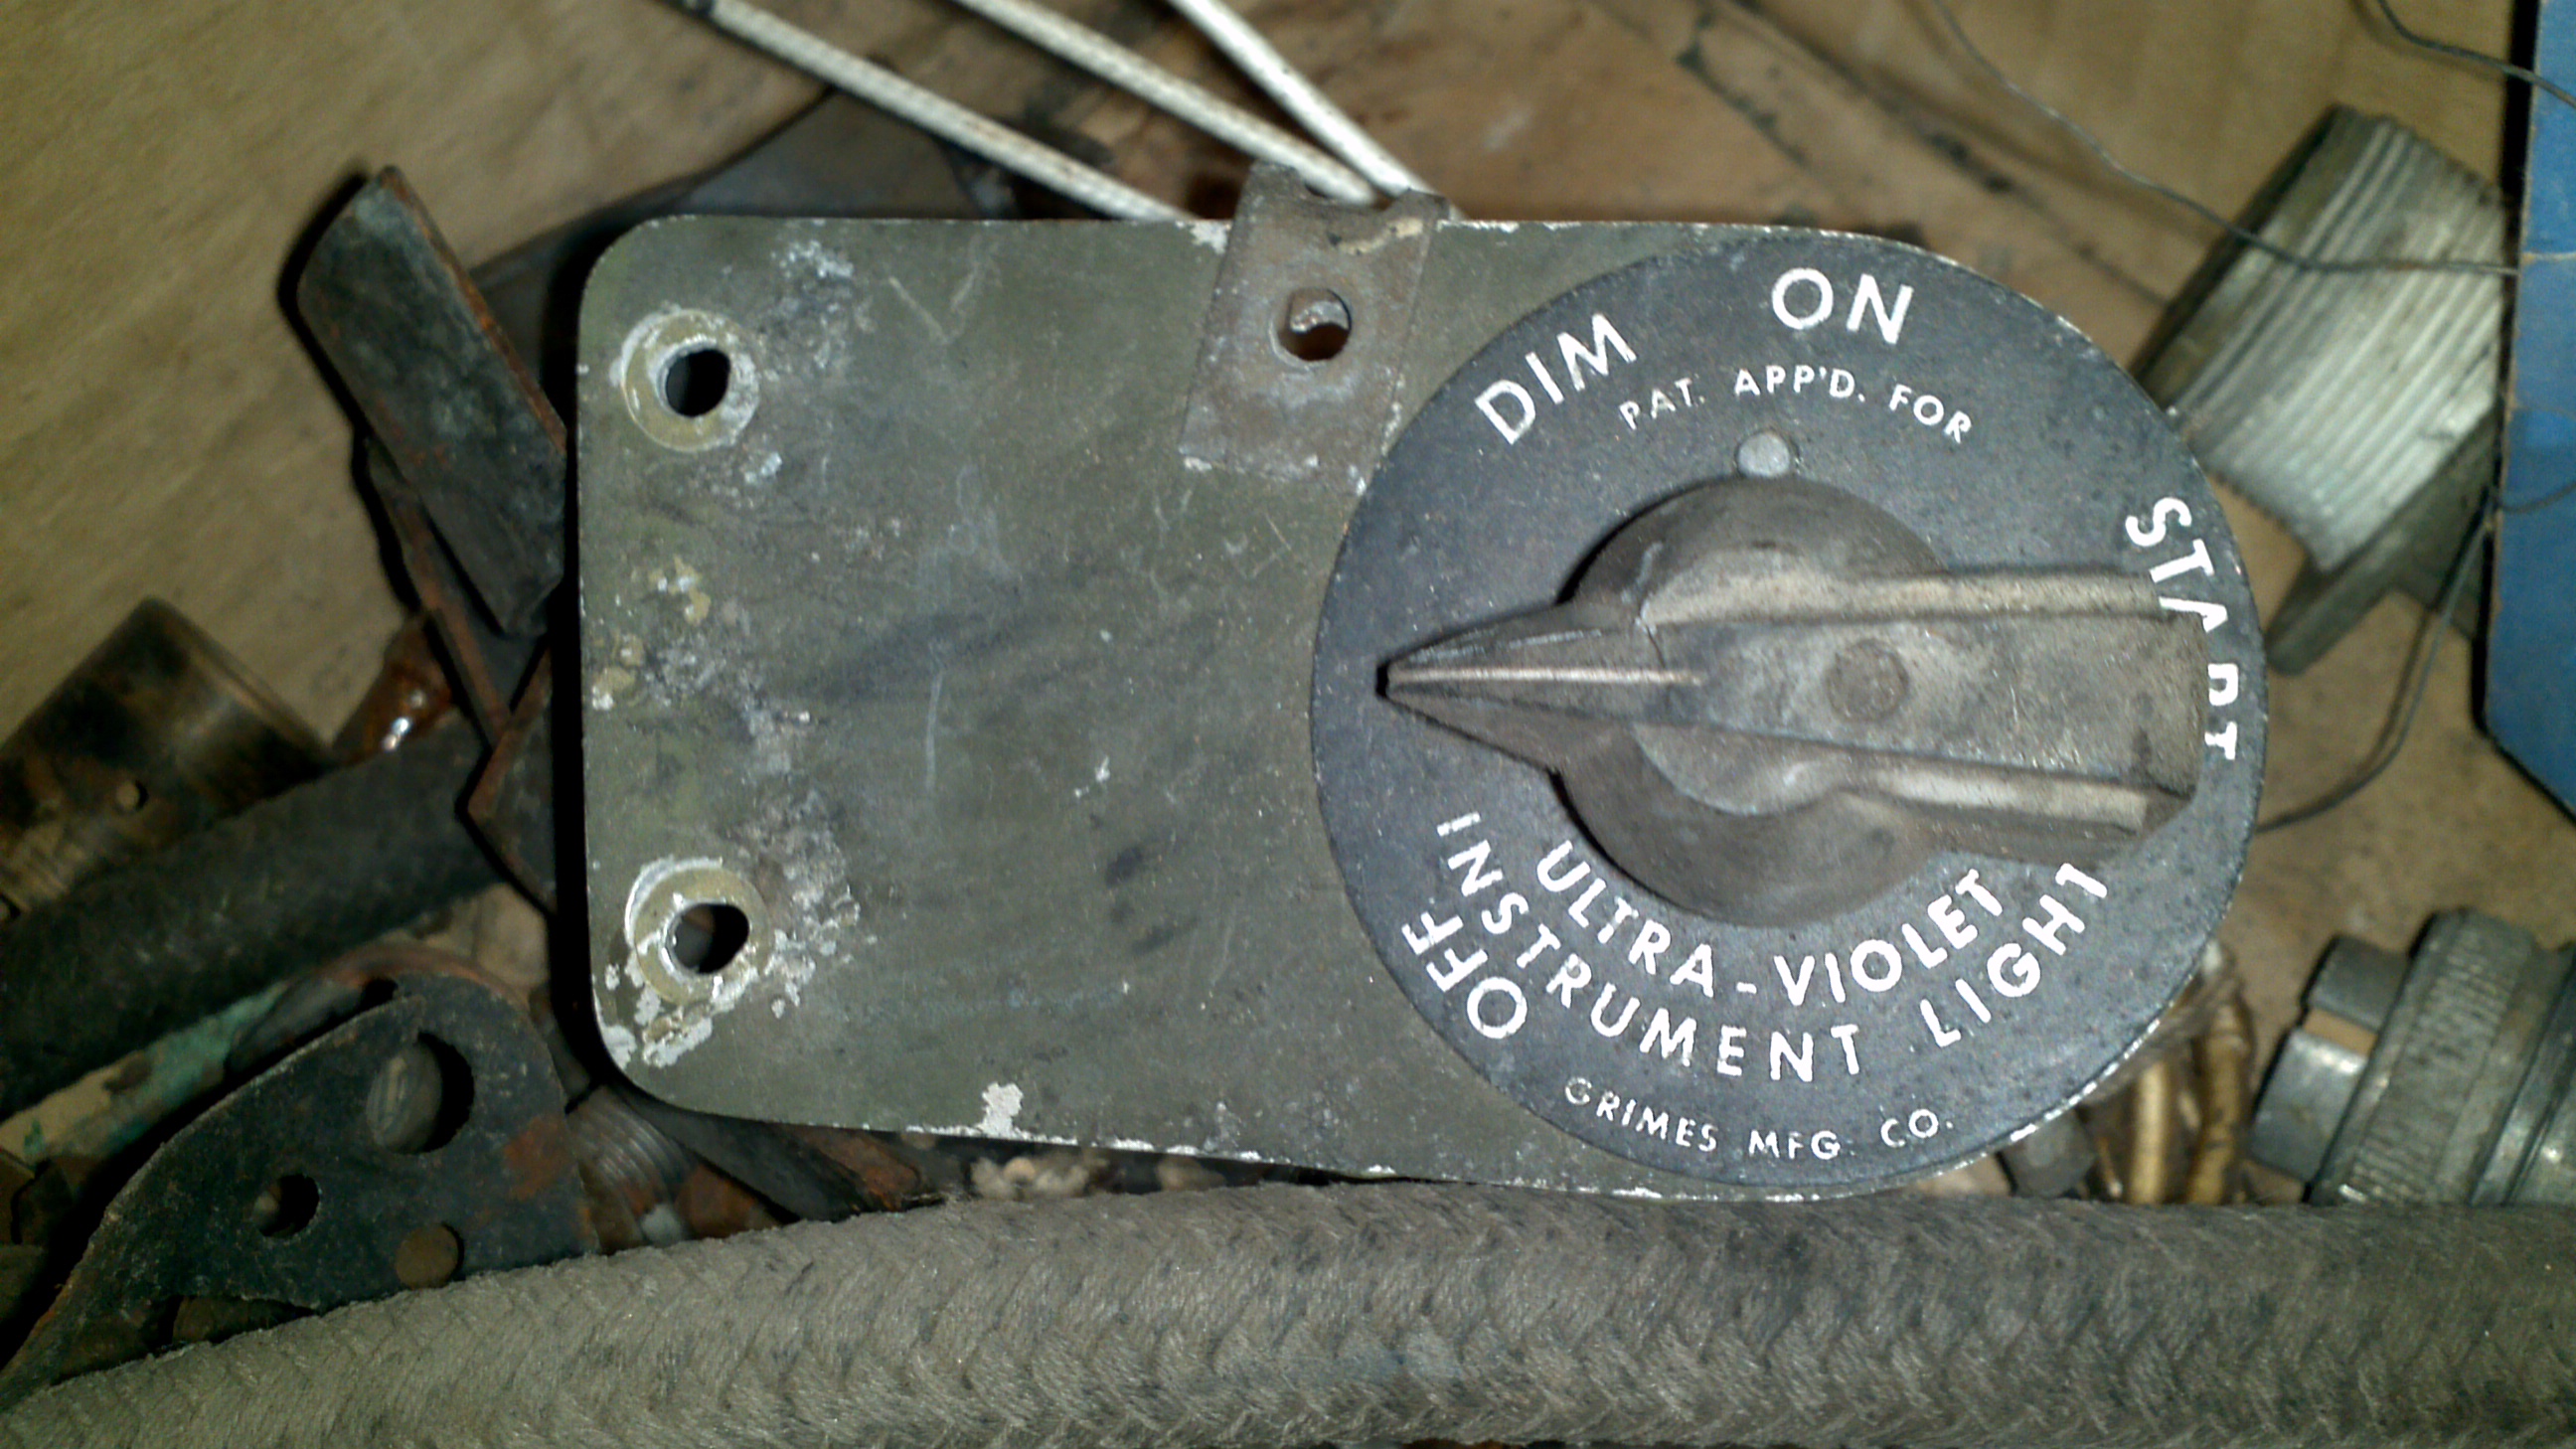 DIM ON START
PAT. APP'D. FOR
OFF
ULTRA-VIOLET
INSTRUMENT LIGHT
GRIMES MFG. CO.